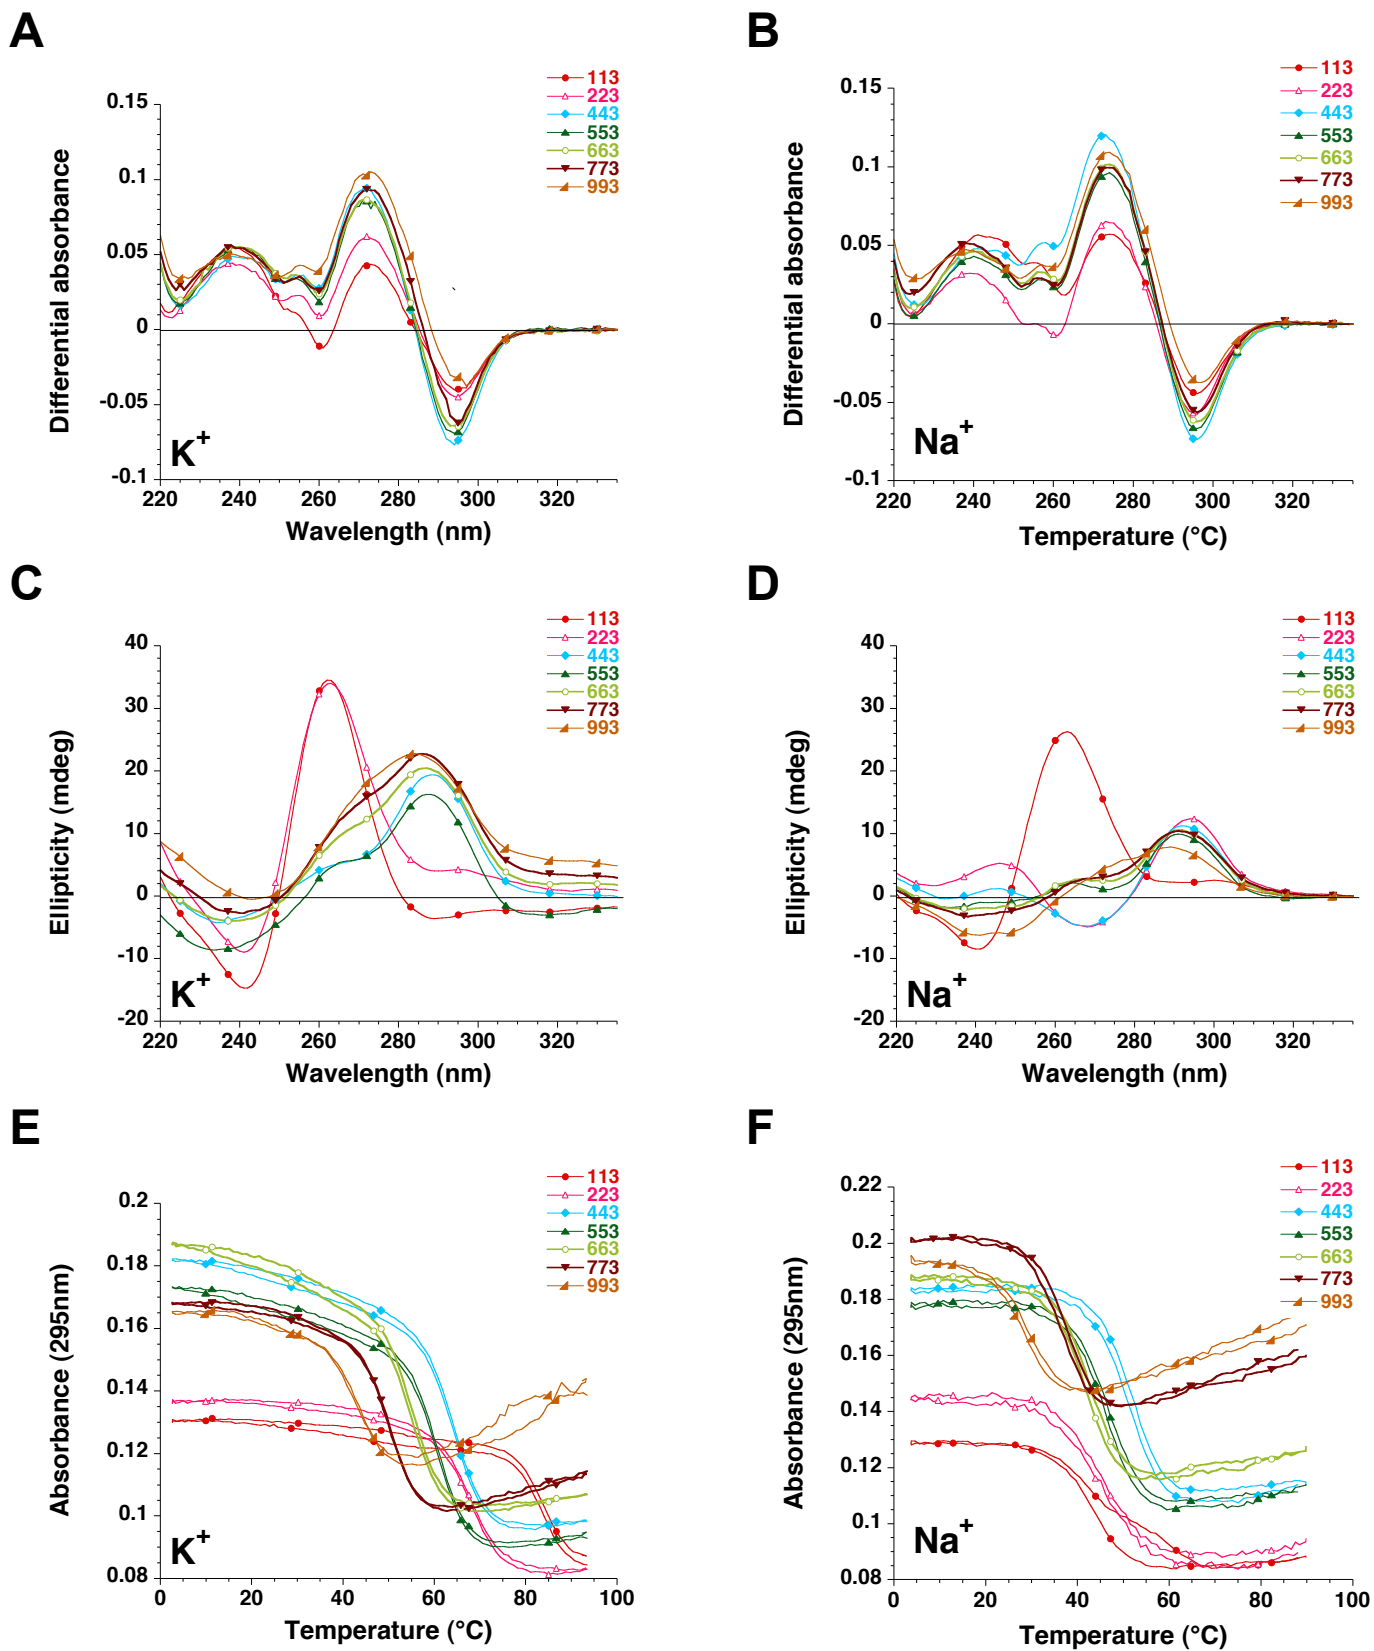 A
B
113
223
443
553
663
773
993
0.15
0.1
0.05
0
-0.05
-0.1
Differential absorbance
K+
220 240 260 280 300 320
Wavelength (nm)
113
223
443
553
663
773
993
0.15
0.1
0.05
0
-0.05
-0.1
Differential absorbance
Na+
220 240 260 280 300 320
Temperature (°C)
C
D
113
223
443
553
663
773
993
40
30
20
10
0
-10
-20
Ellipticity (mdeg)
K+
220 240 260 280 300 320
Wavelength (nm)
113
223
443
553
663
773
993
40
30
20
10
0
-10
-20
Ellipticity (mdeg)
Na+
220 240 260 280 300 320
Wavelength (nm)
E
F
113
223
443
553
663
773
993
0.2
0.18
0.16
0.14
0.12
0.1
0.08
Absorbance (295nm)
K+
0 20 40 60 80 100
Temperature (°C)
113
223
443
553
663
773
993
0.22
0.2
0.18
0.16
0.14
0.12
0.1
0.08
Absorbance (295nm)
Na+
0 20 40 60 80 100
Temperature (°C)